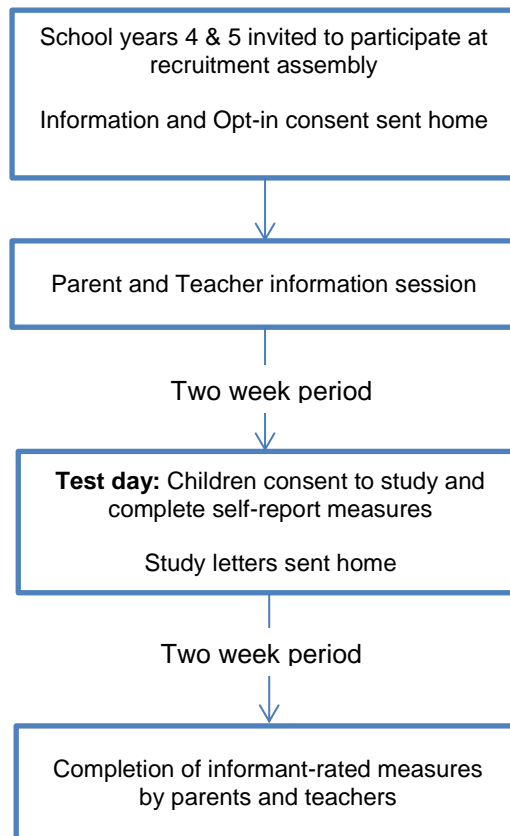 School years 4 & 5 invited to participate at
recruitment assembly
Information and Opt-in consent sent home
Parent and Teacher information session
Two week period
Test day: Children consent to study and
complete self-report measures
Study letters sent home
Two week period
Completion of informant-rated measures
by parents and teachers